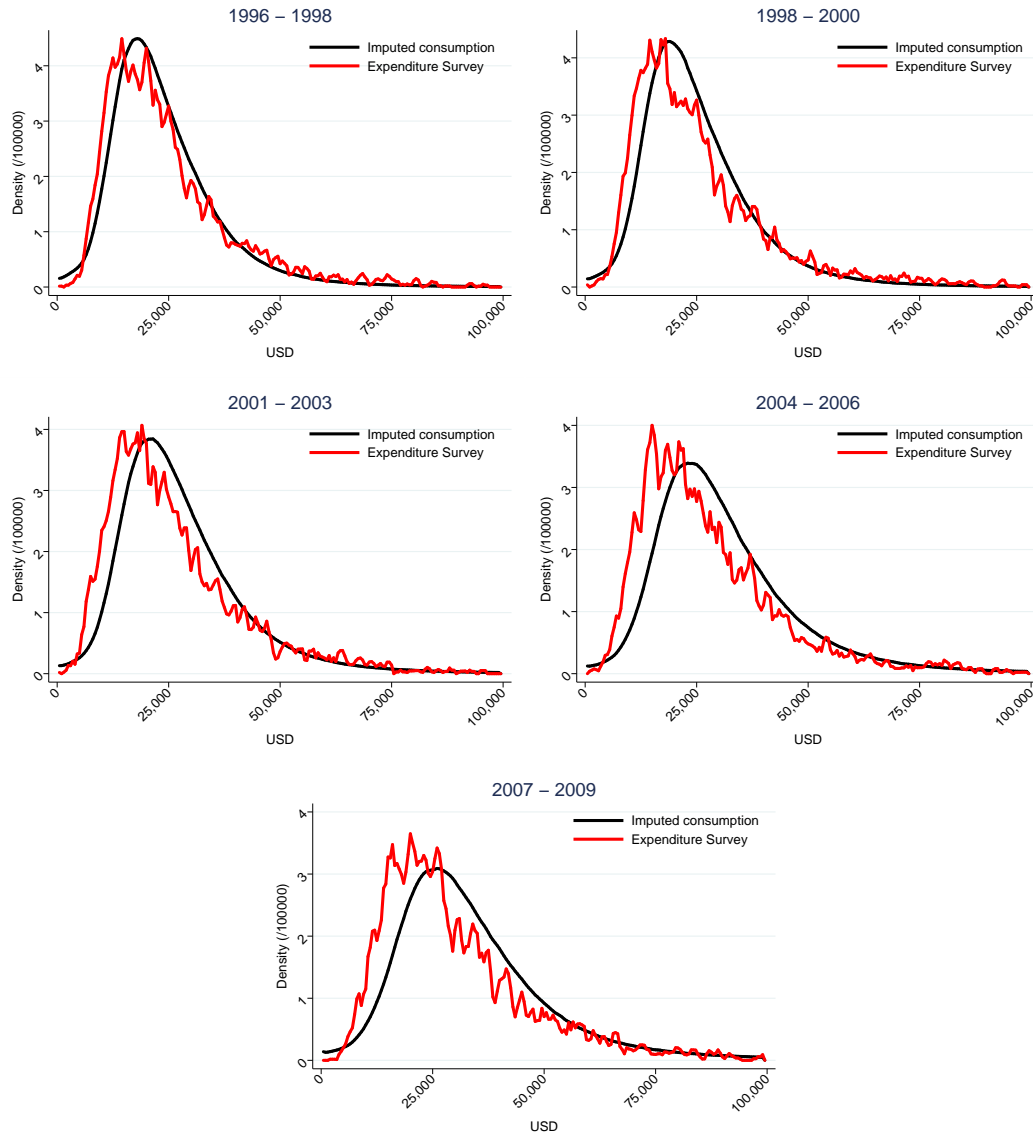 1996 – 1998
Imputed consumption
Expenditure Survey
Density (/100000)
4
3
2
1
0
0
25,000
50,000
75,000
100,000
USD
1998 – 2000
Imputed consumption
Expenditure Survey
Density (/100000)
4
3
2
1
0
0
25,000
50,000
75,000
100,000
USD
2001 – 2003
Imputed consumption
Expenditure Survey
Density (/100000)
4
3
2
1
0
0
25,000
50,000
75,000
100,000
USD
2004 – 2006
Imputed consumption
Expenditure Survey
Density (/100000)
4
3
2
1
0
0
25,000
50,000
75,000
100,000
USD
2007 – 2009
Imputed consumption
Expenditure Survey
Density (/100000)
4
3
2
1
0
0
25,000
50,000
75,000
100,000
USD